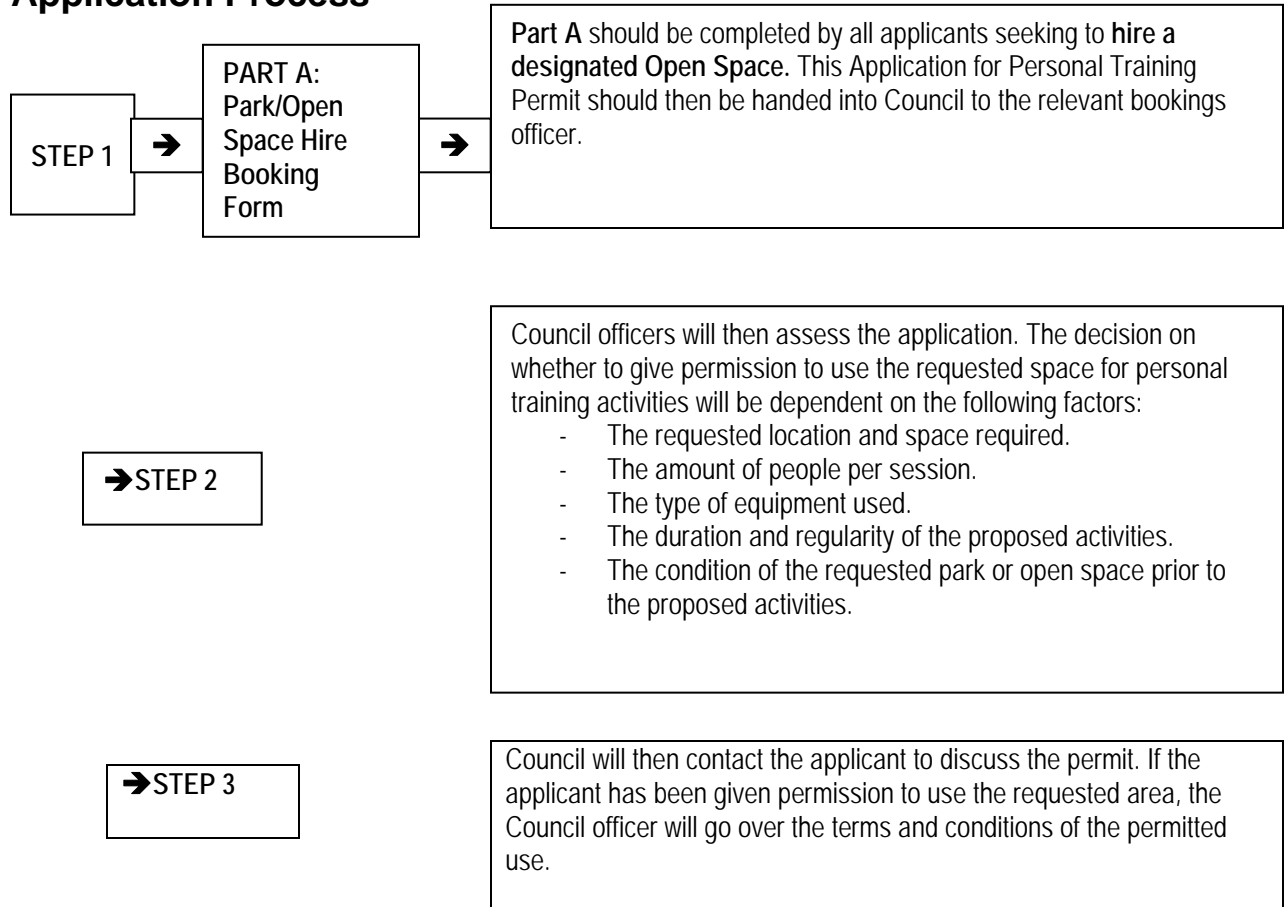 Application Process
STEP 1
➔
PART A:
Park/Open
Space Hire
Booking
Form
➔
Part A should be completed by all applicants seeking to hire a
designated Open Space. This Application for Personal Training
Permit should then be handed into Council to the relevant bookings
officer.
➔STEP 2
Council officers will then assess the application. The decision on
whether to give permission to use the requested space for personal
training activities will be dependent on the following factors:
- The requested location and space required.
- The amount of people per session.
- The type of equipment used.
- The duration and regularity of the proposed activities.
- The condition of the requested park or open space prior to
the proposed activities.
➔STEP 3
Council will then contact the applicant to discuss the permit. If the
applicant has been given permission to use the requested area, the
Council officer will go over the terms and conditions of the permitted
use.